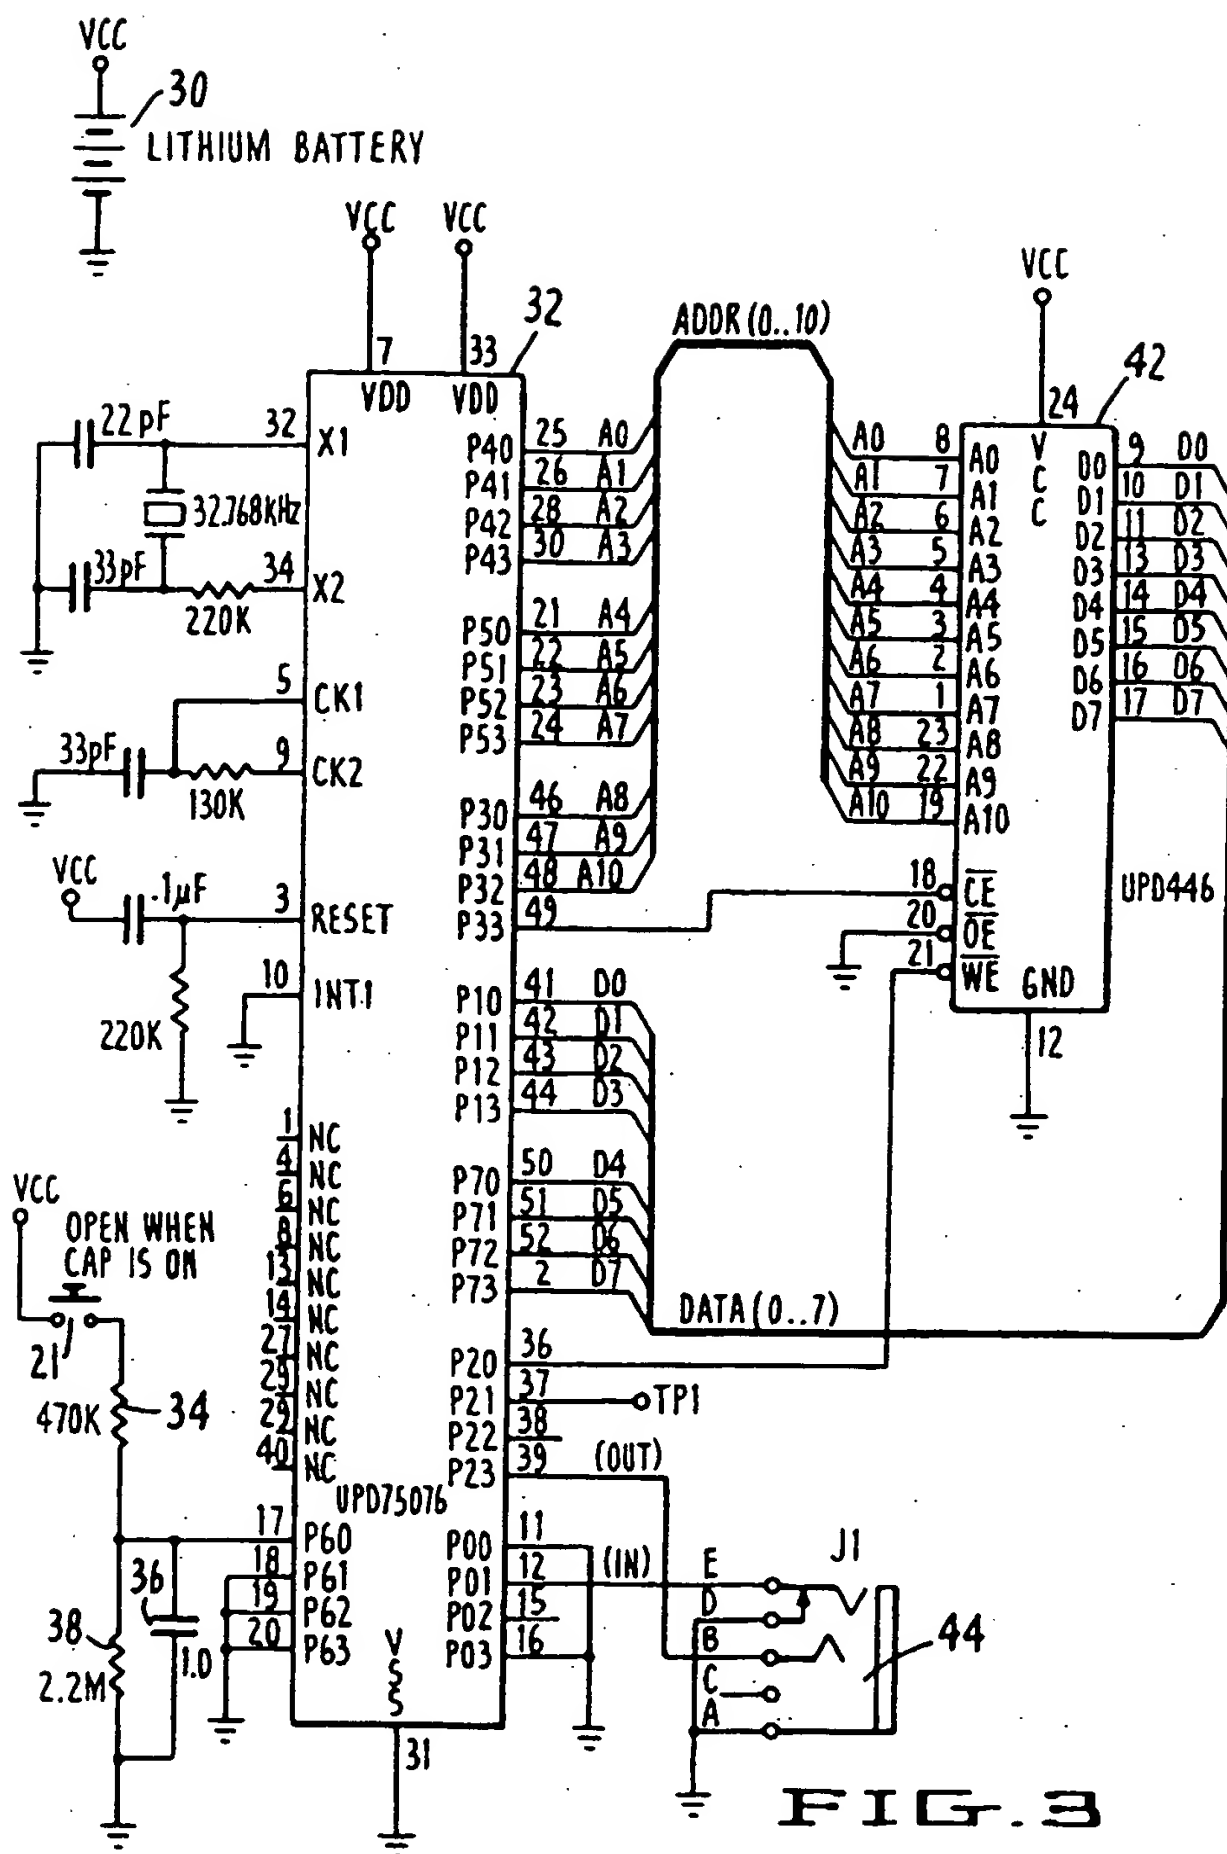 VCC
30
LITHIUM BATTERY
VCC VCC
32
7 33
VDD VDD
ADDR (0..10)
VCC
42
24
VCC
22pF
32 X1
32.768KHz
33pF
34 X2
220K
5 CK1
33pF
9 CK2
130K
VCC
.1µF
3 RESET
10 INT1
220K
1 NC
4 NC
6 NC
8 NC
13 NC
14 NC
27 NC
NC
29 NC
40 NC
VCC
OPEN WHEN
CAP IS ON
21
470K
34
UPD75076
17 P60
18 P61
19 P62
20 P63
36
1.0
38
2.2M
VSS
31
P40 25 A0
P41 26 A1
P42 28 A2
P43 30 A3
P50 21 A4
P51 22 A5
P52 23 A6
P53 24 A7
P30 46 A8
P31 47 A9
P32 48 A10
P33 49
P10 41 D0
P11 42 D1
P12 43 D2
P13 44 D3
P70 50 D4
P71 51 D5
P72 52 D6
P73 2 D7
DATA (0..7)
P20 36
P21 37 TP1
P22 38
P23 39 (OUT)
P00 11
P01 12 (IN)
P02 15
P03 16
A0 8 A0
A1 7 A1
A2 6 A2
A3 5 A3
A4 4 A4
A5 3 A5
A6 2 A6
A7 1 A7
A8 23 A8
A9 22 A9
A10 19 A10
18 CE
20 OE
21 WE
D0 9 D0
D1 10 D1
D2 11 D2
D3 13 D3
D4 14 D4
D5 15 D5
D6 16 D6
D7 17 D7
UPD446
GND
12
J1
E
D
B
C
A
44
FIG. 3